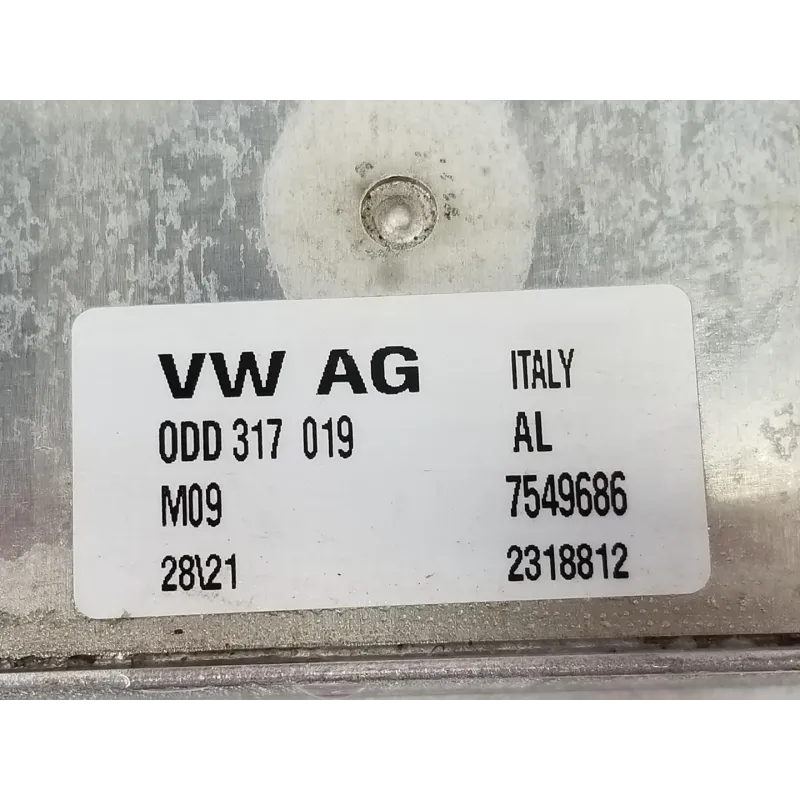 VW AG ITALY
0DD 317 019 AL
M09 7549686
28\21 2318812